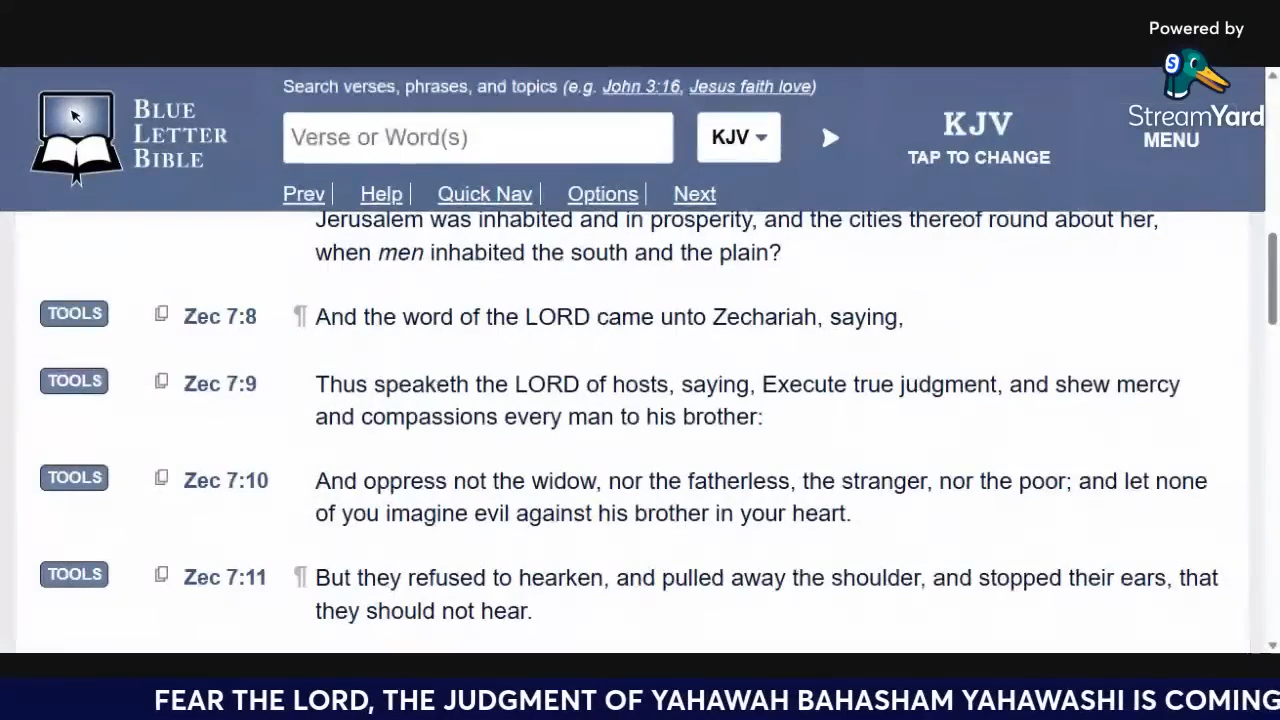 Powered by
StreamYard
Search verses, phrases, and topics (e.g. John 3:16, Jesus faith love)
BLUE
LETTER
BIBLE
Verse or Word(s)
KJV
KJV
TAP TO CHANGE
MENU
Prev Help Quick Nav Options Next
Jerusalem was inhabited and in prosperity, and the cities thereof round about her,
when men inhabited the south and the plain?
TOOLS Zec 7:8 ¶ And the word of the LORD came unto Zechariah, saying,
TOOLS Zec 7:9 Thus speaketh the LORD of hosts, saying, Execute true judgment, and shew mercy
and compassions every man to his brother:
TOOLS Zec 7:10 And oppress not the widow, nor the fatherless, the stranger, nor the poor; and let none
of you imagine evil against his brother in your heart.
TOOLS Zec 7:11 ¶ But they refused to hearken, and pulled away the shoulder, and stopped their ears, that
they should not hear.
FEAR THE LORD, THE JUDGMENT OF YAHAWAH BAHASHAM YAHAWASHI IS COMING